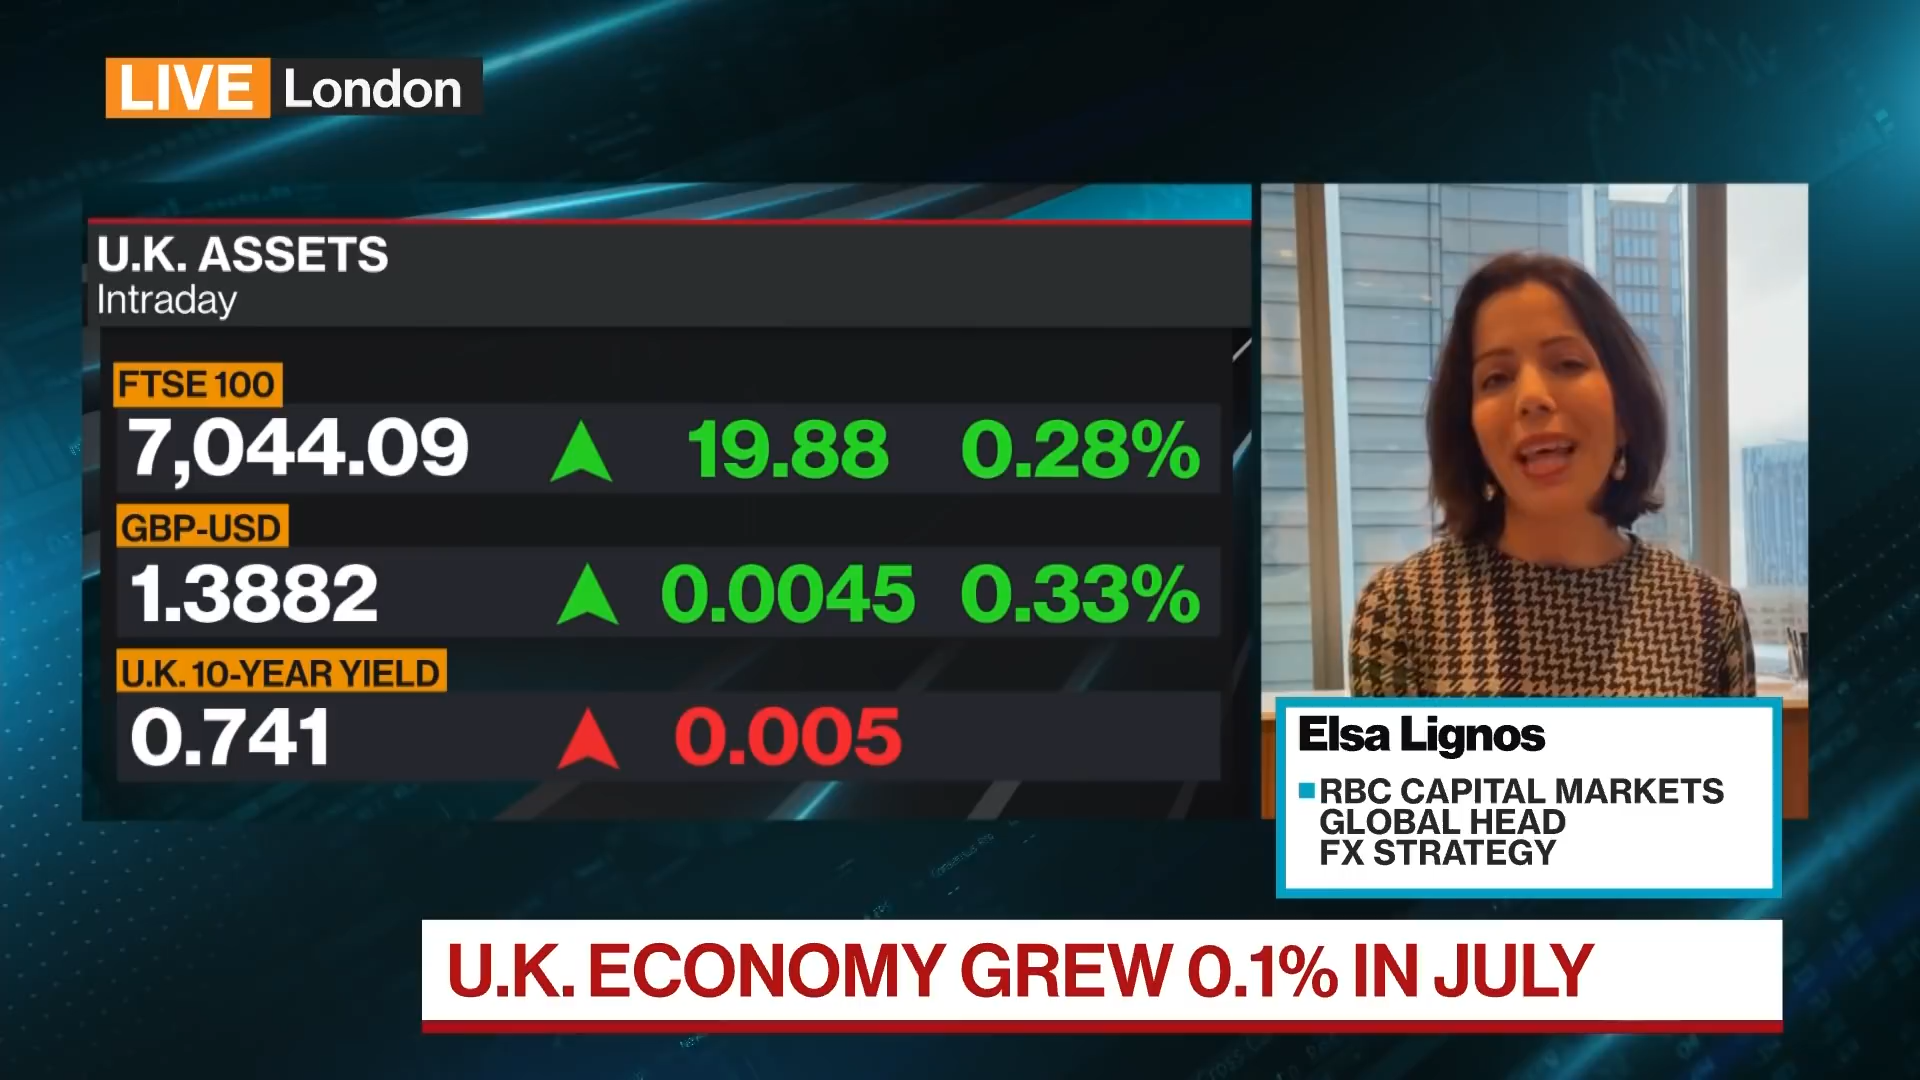 LIVE London
U.K. ASSETS
Intraday
FTSE 100
7,044.09 19.88 0.28%
GBP-USD
1.3882 0.0045 0.33%
U.K. 10-YEAR YIELD
0.741 0.005
Elsa Lignos
RBC CAPITAL MARKETS
GLOBAL HEAD
FX STRATEGY
U.K. ECONOMY GREW 0.1% IN JULY